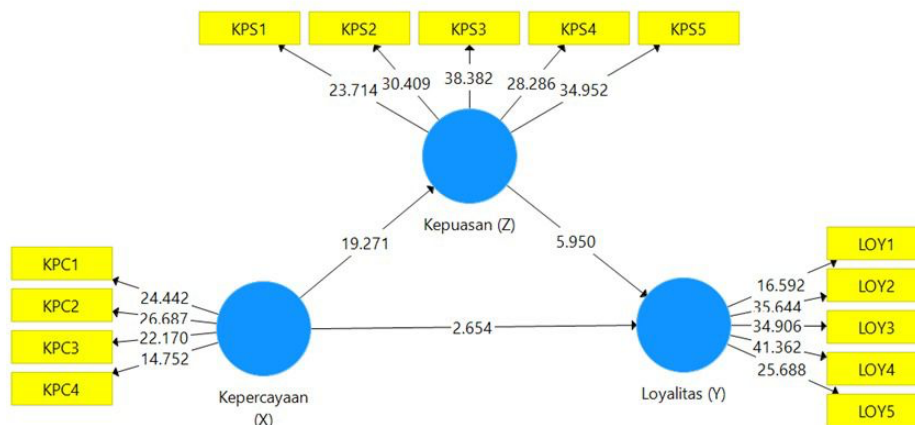 KPS1 KPS2 KPS3 KPS4 KPS5
23.714 30.409 38.382 28.286 34.952
Kepuasan (Z)
19.271 5.950
KPC1
KPC2
KPC3
KPC4
24.442
26.687
22.170
14.752
Kepercayaan
(X)
2.654
LOY1
LOY2
LOY3
LOY4
LOY5
16.592
35.644
34.906
41.362
25.688
Loyalitas (Y)